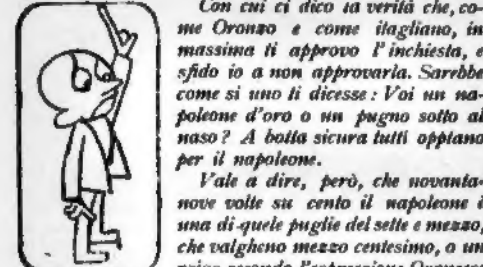 Con cui ci dico la verità che, co-
me Oronzo e come itagliano, in
massima ti approvo l'inchiesta, e
sfido io a non approvarla. Sarebbe
come si uno ti dicesse: Voi un na-
poleone d'oro o un pugno sotto al
naso? A botta sicura tutti opptano
per il napoleone.
Vale a dire, però, che novanta-
nove volte su cento il napoleone è
una di quele puglie del sette e mezzo,
che valgheno mezzo centesimo, o un